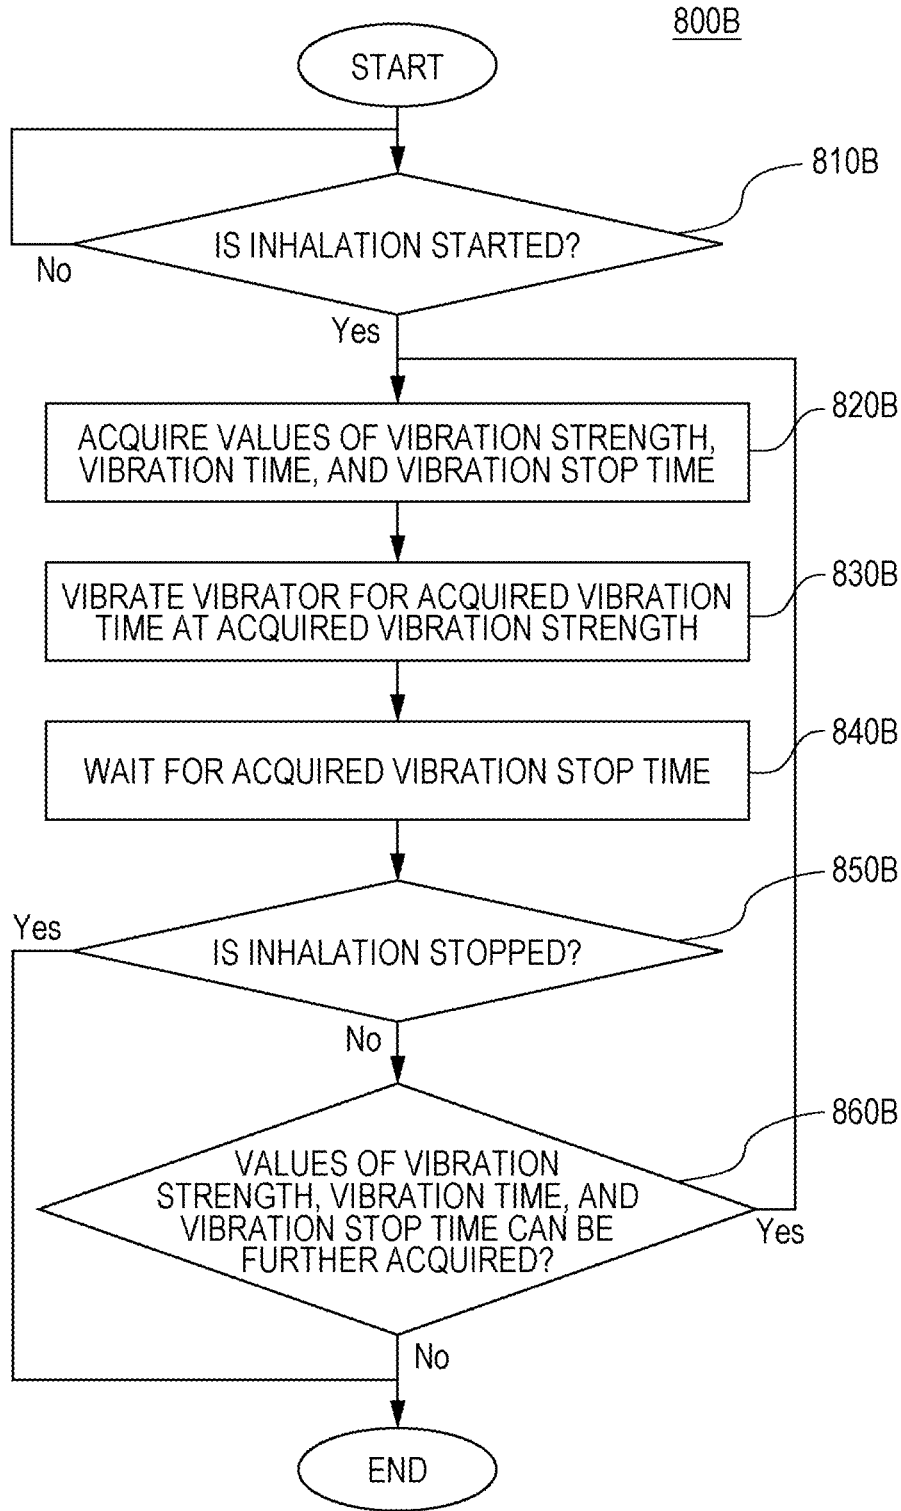 800B
START
810B
IS INHALATION STARTED?
No
Yes
820B
ACQUIRE VALUES OF VIBRATION STRENGTH,
VIBRATION TIME, AND VIBRATION STOP TIME
830B
VIBRATE VIBRATOR FOR ACQUIRED VIBRATION
TIME AT ACQUIRED VIBRATION STRENGTH
840B
WAIT FOR ACQUIRED VIBRATION STOP TIME
850B
Yes
IS INHALATION STOPPED?
No
860B
VALUES OF VIBRATION
STRENGTH, VIBRATION TIME, AND
VIBRATION STOP TIME CAN BE
FURTHER ACQUIRED?
Yes
No
END